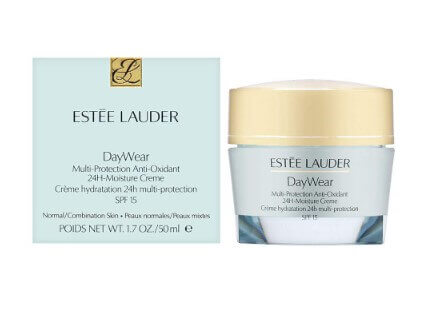 ESTĒE LAUDER
DayWear
Multi-Protection Anti-Oxidant
24H-Moisture Creme
Crème hydratation 24h multi-protection
SPF 15
Normal/Combination Skin • Peaux normales/Peaux mixtes
POIDS NET WT. 1.7 OZ./50 ml ℮
ESTĒE LAUDER
DayWear
Multi-Protection Anti-Oxidant
24H-Moisture Creme
Crème hydratation 24h multi-protection
SPF 15